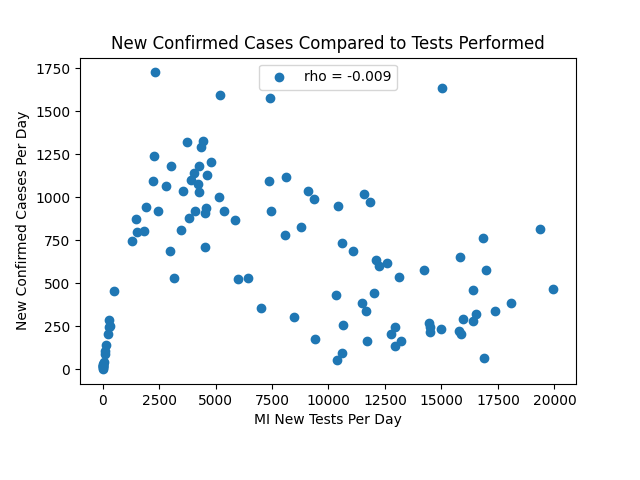 New Confirmed Cases Compared to Tests Performed
rho = -0.009
1750
1500
1250
1000
750
500
250
0
New Confirmed Caeses Per Day
0 2500 5000 7500 10000 12500 15000 17500 20000
MI New Tests Per Day